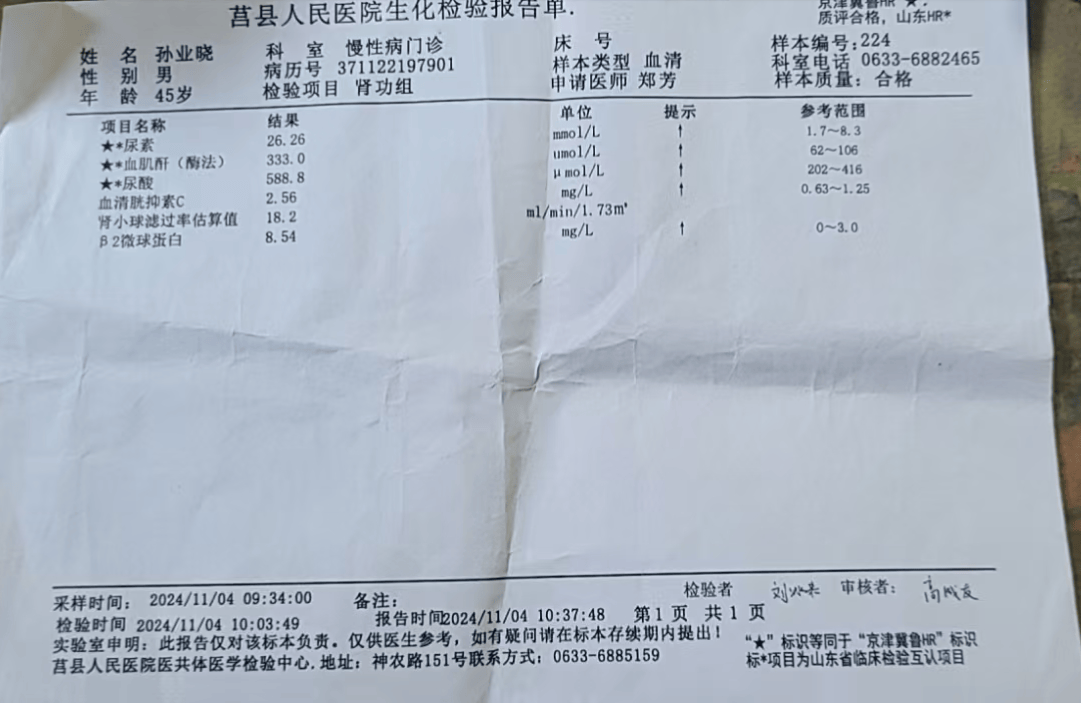 莒县人民医院生化检验报告单.
京津冀鲁HR ★.
质评合格，山东HR*
姓 名 孙业晓 科 室 慢性病门诊 床 号 样本编号:224
性 别 男 病历号 371122197901 样本类型 血清 科室电话 0633-6882465
年 龄 45岁 检验项目 肾功组 申请医师 郑芳 样本质量: 合格
项目名称 结果 单位 提示 参考范围
★*尿素 26.26 mmol/L ↑ 1.7～8.3
★*血肌酐（酶法） 333.0 umol/L ↑ 62～106
★*尿酸 588.8 μmol/L ↑ 202～416
血清胱抑素C 2.56 mg/L ↑ 0.63～1.25
肾小球滤过率估算值 18.2 ml/min/1.73㎡
β2微球蛋白 8.54 mg/L ↑ 0～3.0
检验者 审核者:
采样时间: 2024/11/04 09:34:00 备注:
检验时间 2024/11/04 10:03:49 报告时间2024/11/04 10:37:48 第1页 共1页
实验室申明: 此报告仅对该标本负责。仅供医生参考, 如有疑问请在标本存续期内提出!
莒县人民医院医共体医学检验中心.地址: 神农路151号联系方式: 0633-6885159
“★”标识等同于“京津冀鲁HR”标识
标*项目为山东省临床检验互认项目